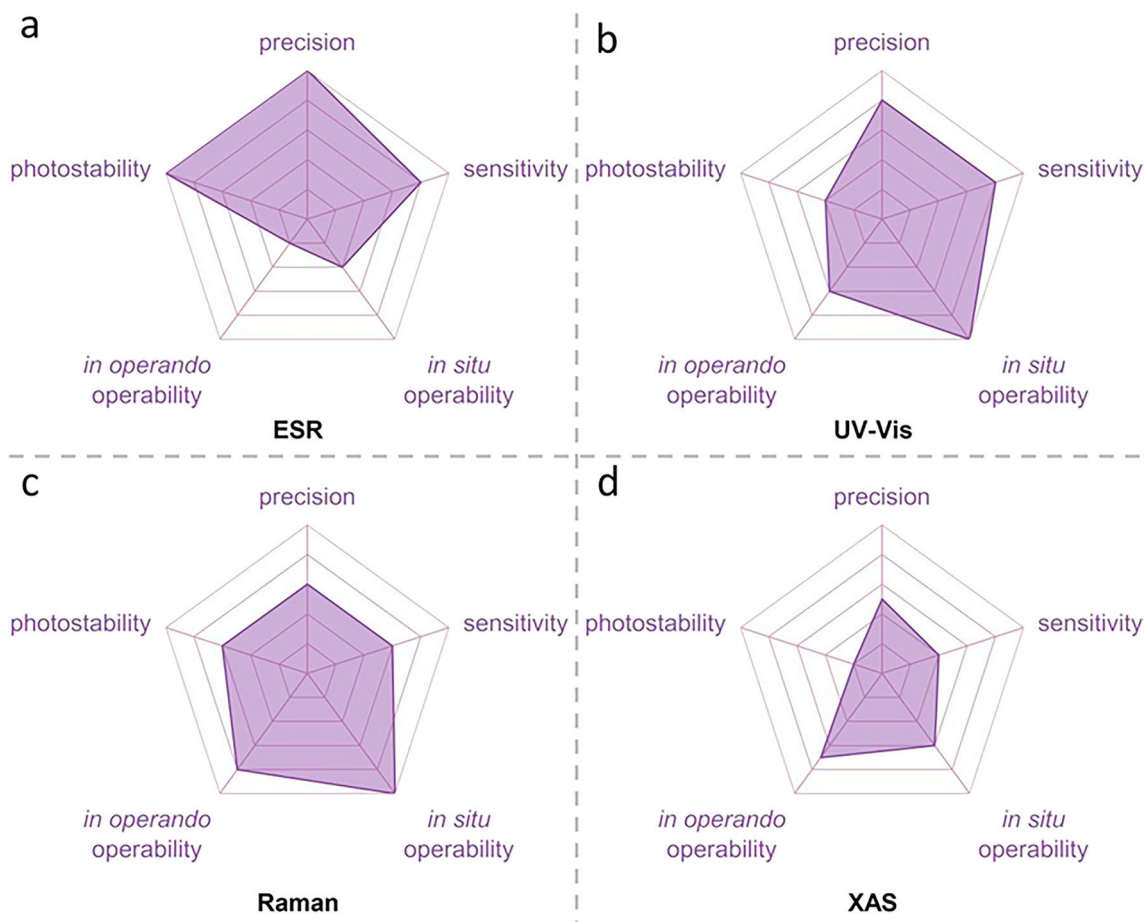 a
precision
photostability
sensitivity
in operando
operability
in situ
operability
ESR
b
precision
photostability
sensitivity
in operando
operability
in situ
operability
UV-Vis
c
precision
photostability
sensitivity
in operando
operability
in situ
operability
Raman
d
precision
photostability
sensitivity
in operando
operability
in situ
operability
XAS